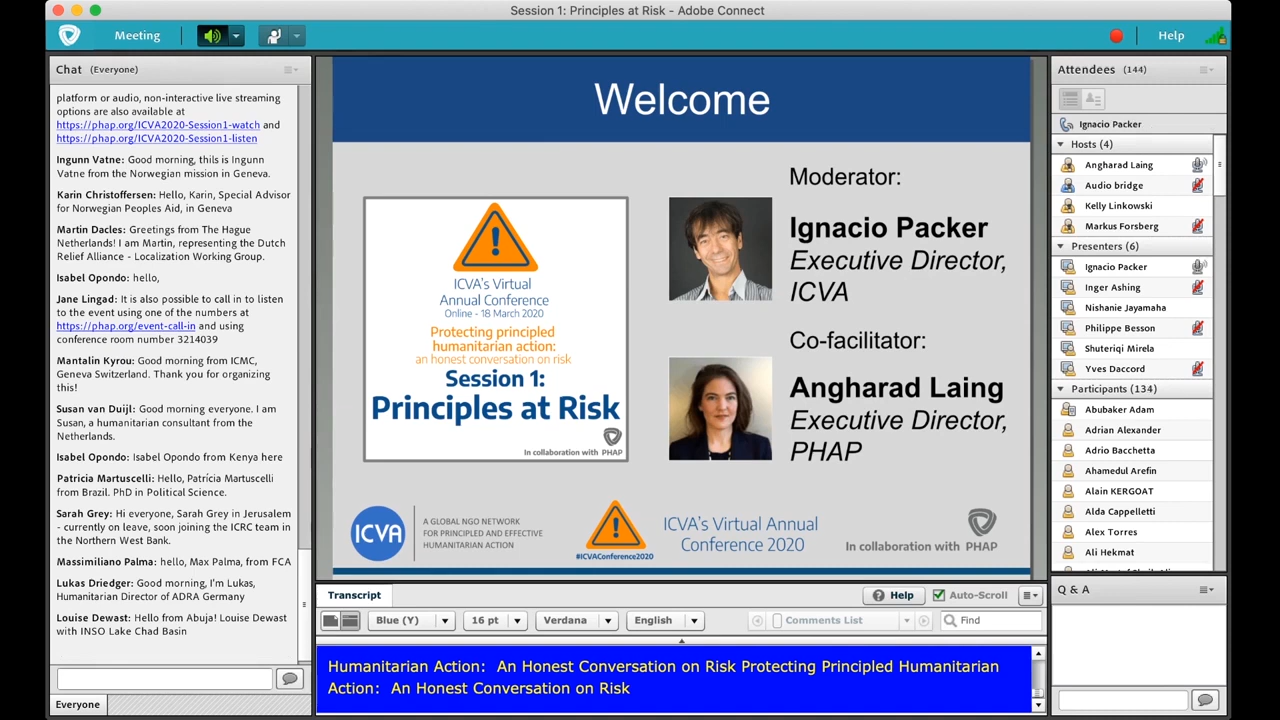 Session 1: Principles at Risk - Adobe Connect
Meeting
Help
Chat (Everyone)
platform or audio, non-interactive live streaming
options are also available at
https://phap.org/ICVA2020-Session1-watch and
https://phap.org/ICVA2020-Session1-listen
Ingunn Vatne: Good morning, thiis is Ingunn
Vatne from the Norwegian mission in Geneva.
Karin Christoffersen: Hello, Karin, Special Advisor
for Norwegian Peoples Aid, in Geneva
Martin Dacles: Greetings from The Hague
Netherlands! I am Martin, representing the Dutch
Relief Alliance - Localization Working Group.
Isabel Opondo: hello,
Jane Lingad: It is also possible to call in to listen
to the event using one of the numbers at
https://phap.org/event-call-in and using
conference room number 3214039
Mantalin Kyrou: Good morning from ICMC,
Geneva Switzerland. Thank you for organizing
this!
Susan van Duijl: Good morning everyone. I am
Susan, a humanitarian consultant from the
Netherlands.
Isabel Opondo: Isabel Opondo from Kenya here
Patrícia Martuscelli: Hello, Patrícia Martuscelli
from Brazil. PhD in Political Science.
Sarah Grey: Hi everyone, Sarah Grey in Jerusalem
- currently on leave, soon joining the ICRC team in
the Northern West Bank.
Massimiliano Palma: hello, Max Palma, from FCA
Lukas Driedger: Good morning, I'm Lukas,
Humanitarian Director of ADRA Germany
Louise Dewast: Hello from Abuja! Louise Dewast
with INSO Lake Chad Basin
Everyone
Welcome
ICVA's Virtual
Annual Conference
Online - 18 March 2020
Protecting principled
humanitarian action:
an honest conversation on risk
Session 1:
Principles at Risk
In collaboration with PHAP
Moderator:
Ignacio Packer
Executive Director,
ICVA
Co-facilitator:
Angharad Laing
Executive Director,
PHAP
ICVA
A GLOBAL NGO NETWORK
FOR PRINCIPLED AND EFFECTIVE
HUMANITARIAN ACTION
#ICVAConference2020
ICVA's Virtual Annual
Conference 2020
In collaboration with PHAP
Transcript
Help
Auto-Scroll
Blue (Y)
16 pt
Verdana
English
Comments List
Find
Humanitarian Action: An Honest Conversation on Risk Protecting Principled Humanitarian
Action: An Honest Conversation on Risk
Attendees (144)
Ignacio Packer
Hosts (4)
Angharad Laing
Audio bridge
Kelly Linkowski
Markus Forsberg
Presenters (6)
Ignacio Packer
Inger Ashing
Nishanie Jayamaha
Philippe Besson
Shuteriqi Mirela
Yves Daccord
Participants (134)
Abubaker Adam
Adrian Alexander
Adrio Bacchetta
Ahamedul Arefin
Alain KERGOAT
Alda Cappelletti
Alex Torres
Ali Hekmat
Q & A